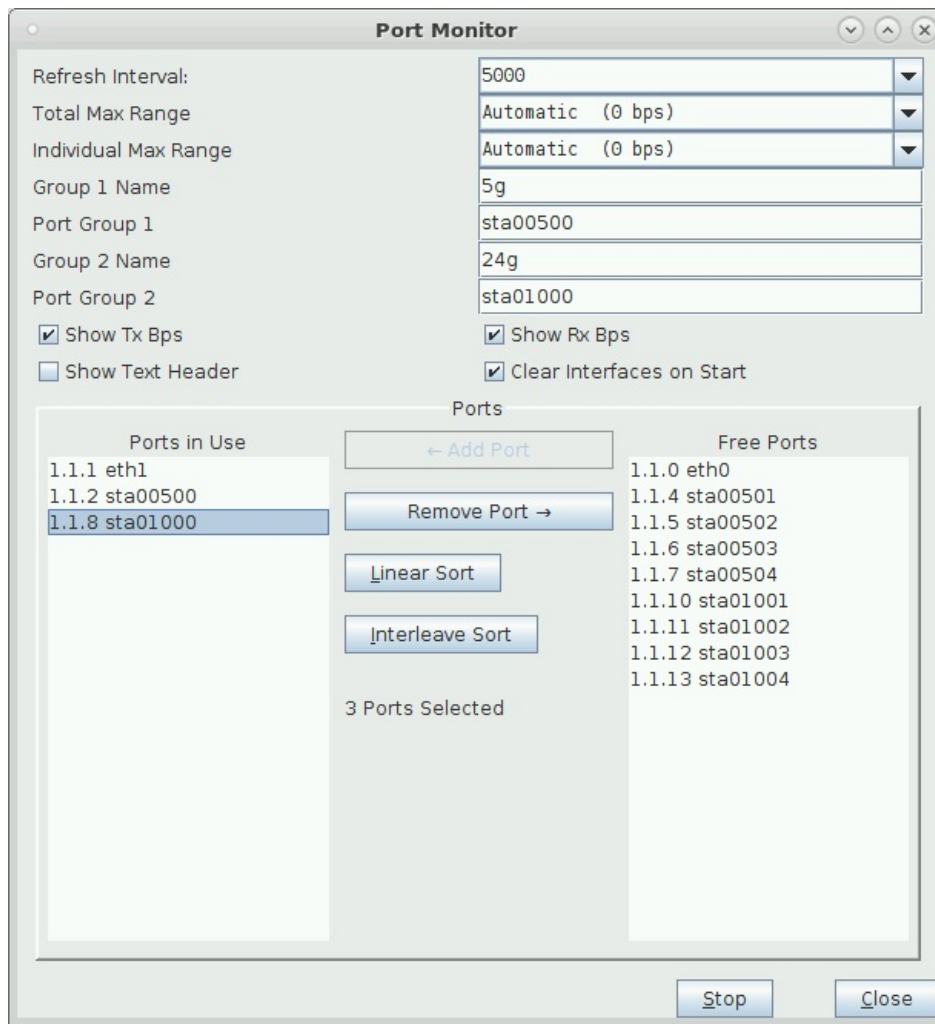 Port Monitor
Refresh Interval: 5000
Total Max Range Automatic (0 bps)
Individual Max Range Automatic (0 bps)
Group 1 Name 5g
Port Group 1 sta00500
Group 2 Name 24g
Port Group 2 sta01000
Show Tx Bps Show Rx Bps
Show Text Header Clear Interfaces on Start
Ports
Ports in Use
1.1.1 eth1
1.1.2 sta00500
1.1.8 sta01000
← Add Port
Remove Port →
Linear Sort
Interleave Sort
3 Ports Selected
Free Ports
1.1.0 eth0
1.1.4 sta00501
1.1.5 sta00502
1.1.6 sta00503
1.1.7 sta00504
1.1.10 sta01001
1.1.11 sta01002
1.1.12 sta01003
1.1.13 sta01004
Stop Close